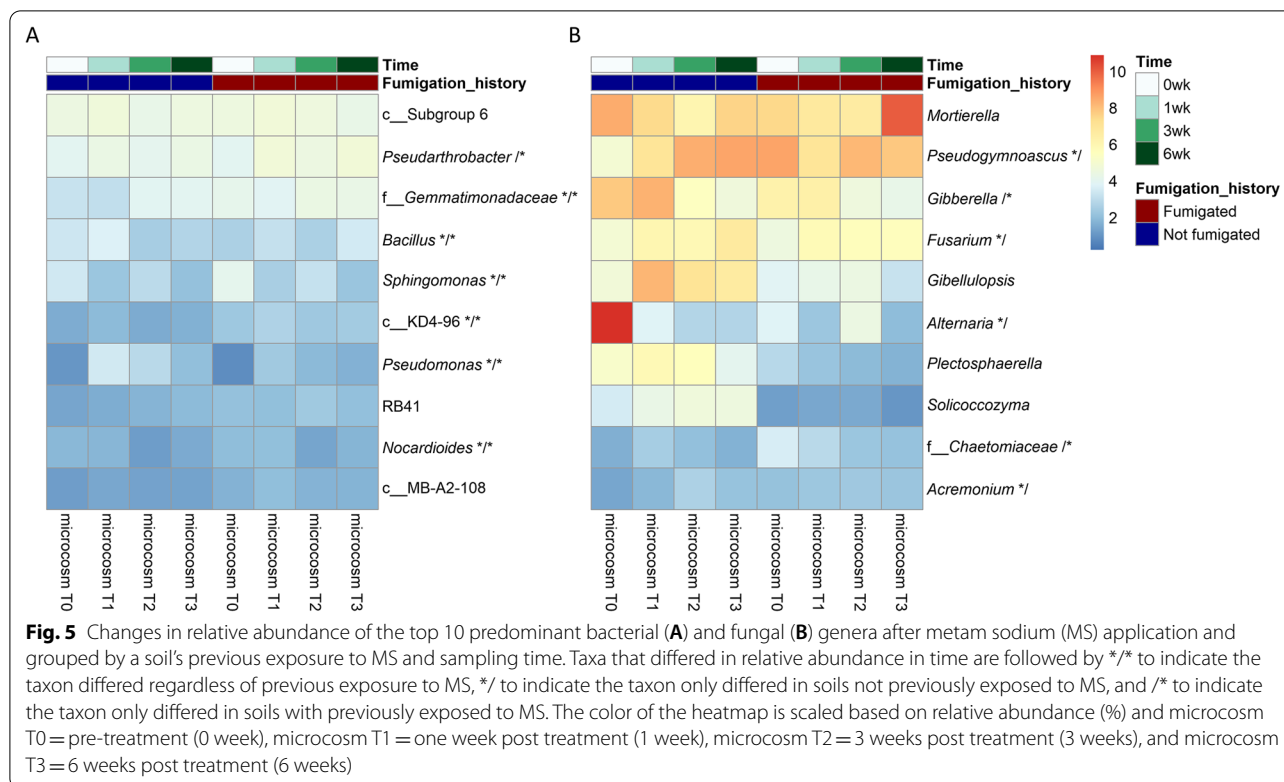 A
B
Time
Fumigation_history
c__Subgroup 6
Pseudarthrobacter /*
f__Gemmatimonadaceae */*
Bacillus */*
Sphingomonas */*
c__KD4-96 */*
Pseudomonas */*
RB41
Nocardioides */*
c__MB-A2-108
microcosm T0
microcosm T1
microcosm T2
microcosm T3
microcosm T0
microcosm T1
microcosm T2
microcosm T3
Time
Fumigation_history
Mortierella
Pseudogymnoascus */
Gibberella /*
Fusarium */
Gibellulopsis
Alternaria */
Plectosphaerella
Solicoccozyma
f__Chaetomiaceae /*
Acremonium */
microcosm T0
microcosm T1
microcosm T2
microcosm T3
microcosm T0
microcosm T1
microcosm T2
microcosm T3
10
8
6
4
2
Time
0wk
1wk
3wk
6wk
Fumigation_history
Fumigated
Not fumigated
Fig. 5 Changes in relative abundance of the top 10 predominant bacterial (A) and fungal (B) genera after metam sodium (MS) application and
grouped by a soil's previous exposure to MS and sampling time. Taxa that differed in relative abundance in time are followed by */* to indicate the
taxon differed regardless of previous exposure to MS, */ to indicate the taxon only differed in soils not previously exposed to MS, and /* to indicate
the taxon only differed in soils with previously exposed to MS. The color of the heatmap is scaled based on relative abundance (%) and microcosm
T0 = pre-treatment (0 week), microcosm T1 = one week post treatment (1 week), microcosm T2 = 3 weeks post treatment (3 weeks), and microcosm
T3 = 6 weeks post treatment (6 weeks)